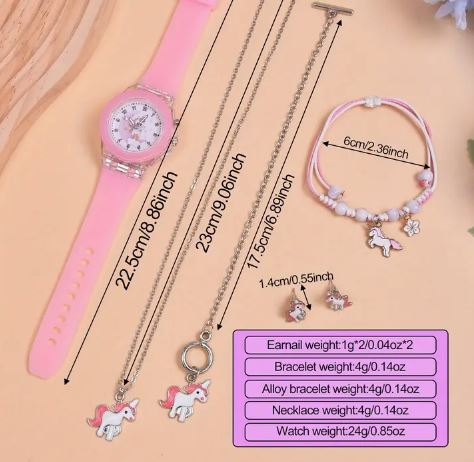 22.5cm/8.86inch
23cm/9.06inch
17.5cm/6.89inch
6cm/2.36inch
1.4cm/0.55inch
Earnail weight:1g*2/0.04oz*2
Bracelet weight:4g/0.14oz
Alloy bracelet weight:4g/0.14oz
Necklace weight:4g/0.14oz
Watch weight:24g/0.85oz